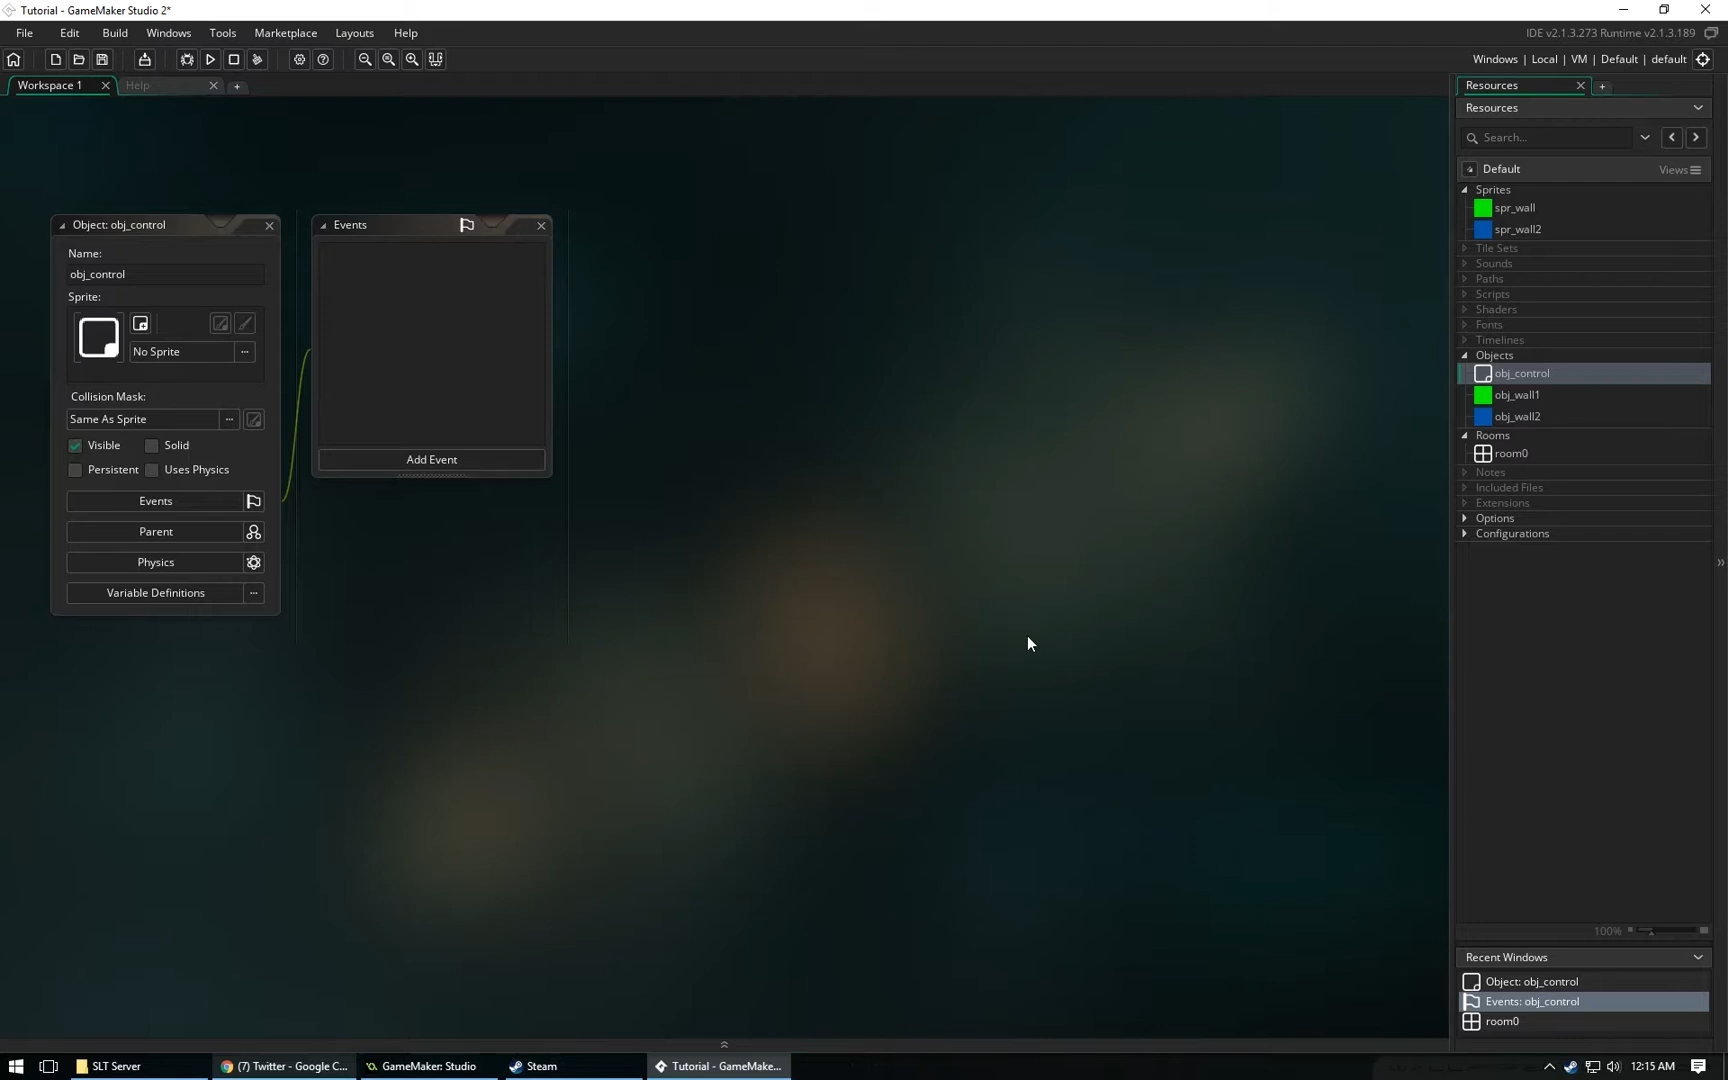 Tutorial - GameMaker Studio 2*
File Edit Build Windows Tools Marketplace Layouts Help
IDE v2.1.3.273 Runtime v2.1.3.189
Windows | Local | VM | Default | default
Workspace 1
Help
Resources
Resources
Search...
Default
Views
Sprites
spr_wall
spr_wall2
Tile Sets
Sounds
Paths
Scripts
Shaders
Fonts
Timelines
Objects
obj_control
obj_wall1
obj_wall2
Rooms
room0
Notes
Included Files
Extensions
Options
Configurations
100%
Recent Windows
Object: obj_control
Events: obj_control
room0
Object: obj_control
Name:
obj_control
Sprite:
No Sprite
Collision Mask:
Same As Sprite
Visible
Solid
Persistent
Uses Physics
Events
Parent
Physics
Variable Definitions
Events
Add Event
SLT Server
(7) Twitter - Google C...
GameMaker: Studio
Steam
Tutorial - GameMake...
12:15 AM